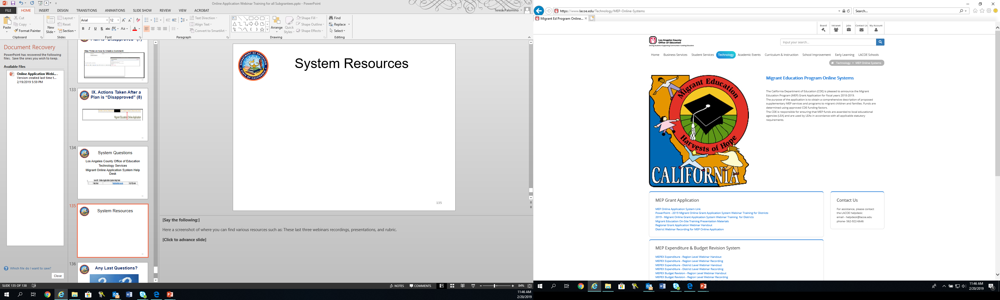 Online Application Webinar Training for all Subgrantees.pptx - PowerPoint
FILE HOME INSERT DESIGN TRANSITIONS ANIMATIONS SLIDE SHOW REVIEW VIEW ACROBAT
Teresa Palomino
Paste
Cut
Copy
Format Painter
Clipboard
New Slide
Layout
Reset
Section
Slides
Arial 12
Font
Paragraph
Text Direction
Align Text
Convert to SmartArt
Arrange
Quick Styles
Shape Fill
Shape Outline
Shape Effects
Drawing
Find
Replace
Select
Editing
Document Recovery
PowerPoint has recovered the following
files. Save the ones you wish to keep.
Available Files
Online Application Webi... .
Version created last time t...
2/19/2019 5:59 PM
Which file do I want to save?
Close
Plan is "Disapproved" (7)
Step Three on how to Create a Comment:
133
IX. Actions Taken After a
Plan is “Disapproved” (8)
Migrant Education Online Application
134
System Questions
Los Angeles County Office of Education
Technology Services
Migrant Online Application System Help
Desk
135
System Resources
136
Any Last Questions?
DEPARTMENT OF EDUCATION
STATE OF CALIFORNIA
System Resources
135
[Say the following:]
Here a screenshot of where you can find various resources such as: These last three webinars recordings, presentations, and rubric.
[Click to advance slide]
SLIDE 135 OF 138
NOTES COMMENTS 84%
11:46 AM
2/20/2019
https://www.lacoe.edu/Technology/MEP-Online-Systems
Search...
Migrant Ed Program Online...
Board Intranet Jobs Contact Us My Account
Los Angeles County
Office of Education
Serving Students • Supporting Communities • Leading Educators
Input your search...
Home Business Services Student Services Technology Academic Events Curriculum & Instruction School Improvement Early Learning LACOE Schools
Technology > MEP Online Systems
Migrant Education
Harvests of Hope
CALIFORNIA
Migrant Education Program Online Systems
The California Department of Education (CDE) is pleased to announce the Migrant
Education Program (MEP) Grant Application for fiscal years 2018-2019.
The purpose of the application is to obtain a comprehensive description of proposed
supplementary MEP services and programs to migrant children and families. Funds are
determined using approved CDE funding factors.
The CDE is responsible for ensuring that MEP funds are awarded to local educational
agencies (LEA) and are used by LEAs in accordance with all applicable statutory
requirements.
MEP Grant Application
MEP Online Application System Link
PowerPoint - 2019 Migrant Online Grant Application System Webinar Training for Districts
2019 - Migrant Online Grant Application System Webinar Training for Districts
Migrant Education On-Site Training Presentation Materials
Regional Grant Application Webinar Handout
District Webinar Recording for MEP Online Application
Contact Us
For assistance, please contact
the LACOE helpdesk:
email - helpdesk@lacoe.edu
phone- 562-922-6646
MEP Expenditure & Budget Revision System
MEPEX Expenditure - Region Level Webinar Handout
MEPEX Expenditure - Region Level Webinar Recording
MEPEX Expenditure - District Level Webinar Handout
MEPEX Expenditure - District Level Webinar Recording
MEPEX Budget Revision - Region Level Webinar Handout
MEPEX Budget Revision - Region Level Webinar Recording
11:46 AM
2/20/2019